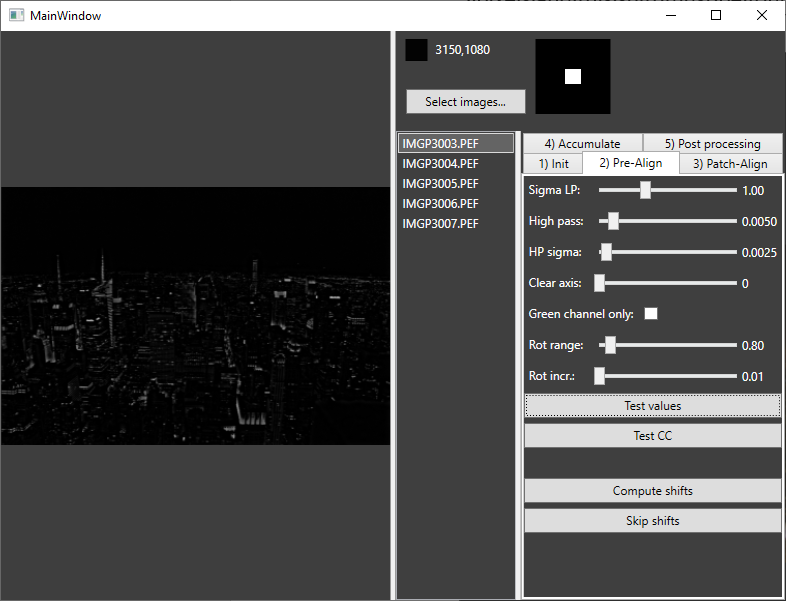 MainWindow
3150,1080
Select images...
IMGP3003.PEF
IMGP3004.PEF
IMGP3005.PEF
IMGP3006.PEF
IMGP3007.PEF
4) Accumulate
5) Post processing
1) Init
2) Pre-Align
3) Patch-Align
Sigma LP: 1.00
High pass: 0.0050
HP sigma: 0.0025
Clear axis: 0
Green channel only:
Rot range: 0.80
Rot incr.: 0.01
Test values
Test CC
Compute shifts
Skip shifts